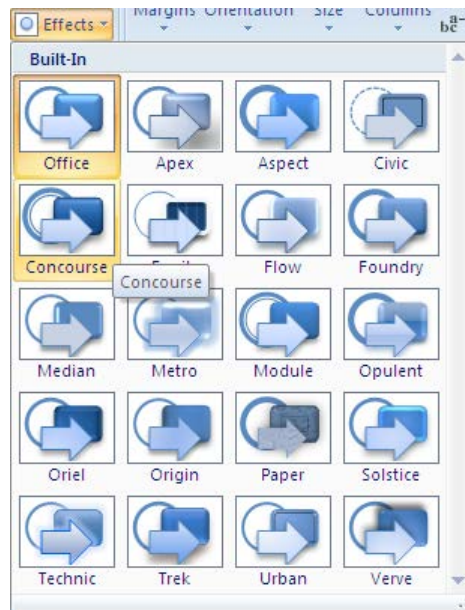 Effects Margins Orientation Size Columns
Built-In
Office Apex Aspect Civic
Concourse Flow Foundry
Concourse
Median Metro Module Opulent
Oriel Origin Paper Solstice
Technic Trek Urban Verve